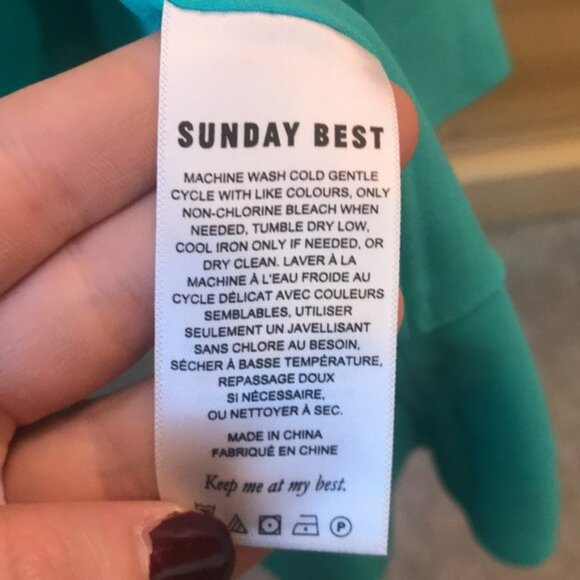 SUNDAY BEST
MACHINE WASH COLD GENTLE
CYCLE WITH LIKE COLOURS, ONLY
NON-CHLORINE BLEACH WHEN
NEEDED, TUMBLE DRY LOW,
COOL IRON ONLY IF NEEDED, OR
DRY CLEAN. LAVER À LA
MACHINE À L'EAU FROIDE AU
CYCLE DÉLICAT AVEC COULEURS
SEMBLABLES, UTILISER
SEULEMENT UN JAVELLISANT
SANS CHLORE AU BESOIN,
SÉCHER À BASSE TEMPÉRATURE,
REPASSAGE DOUX
SI NÉCESSAIRE,
OU NETTOYER À SEC.
MADE IN CHINA
FABRIQUÉ EN CHINE
Keep me at my best.
P